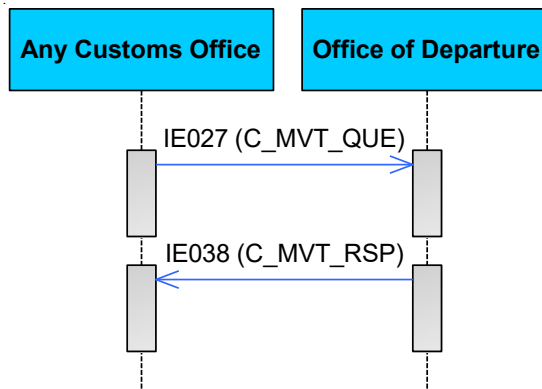 Any Customs Office
Office of Departure
IE027 (C_MVT_QUE)
IE038 (C_MVT_RSP)